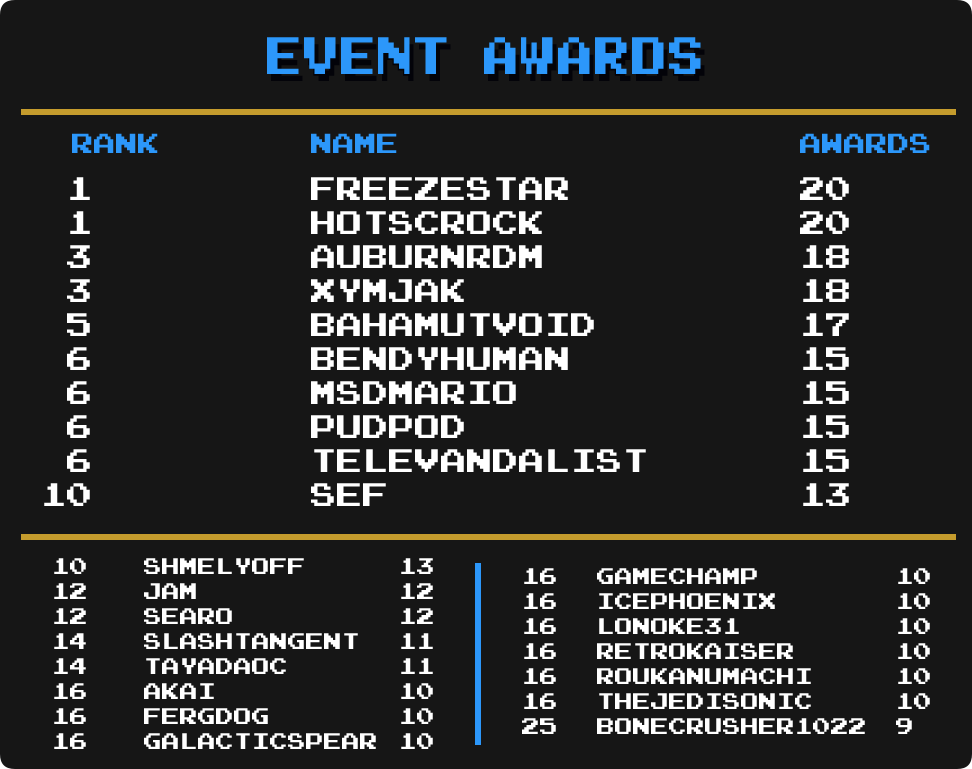 EVENT AWARDS
RANK NAME AWARDS
1 FREEZESTAR 20
1 HOTSCROCK 20
3 AUBURNRDM 18
3 XYMJAK 18
5 BAHAMUTVOID 17
6 BENDYHUMAN 15
6 MSDMARIO 15
6 PUDPOD 15
6 TELEVANDALIST 15
10 SEF 13
10 SHMELYOFF 13
12 JAM 12
12 SEARO 12
14 SLASHTANGENT 11
14 TAYADAOC 11
16 AKAI 10
16 FERGDOG 10
16 GALACTICSPEAR 10
16 GAMECHAMP 10
16 ICEPHOENIX 10
16 LONOKE31 10
16 RETROKAISER 10
16 ROUKANUMACHI 10
16 THEJEDISONIC 10
25 BONECRUSHER1022 9